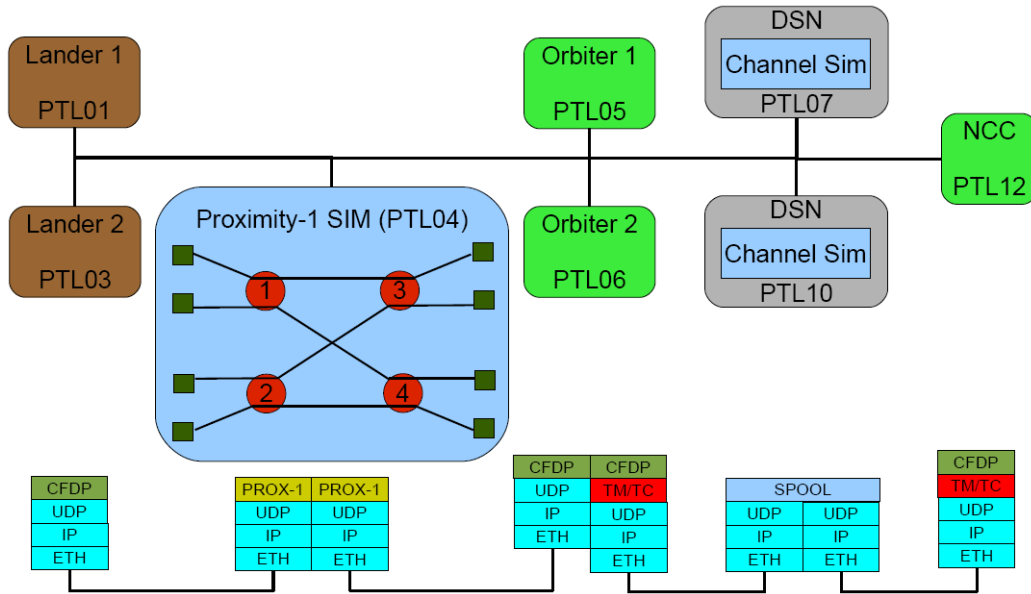 Lander 1
PTL01
Orbiter 1
PTL05
DSN
Channel Sim
PTL07
NCC
PTL12
Lander 2
PTL03
Proximity-1 SIM (PTL04)
1
3
2
4
Orbiter 2
PTL06
DSN
Channel Sim
PTL10
CFDP
UDP
IP
ETH
PROX-1 PROX-1
UDP UDP
IP IP
ETH ETH
CFDP CFDP
UDP TM/TC
IP UDP
ETH IP
ETH
SPOOL
UDP UDP
IP IP
ETH ETH
CFDP
TM/TC
UDP
IP
ETH